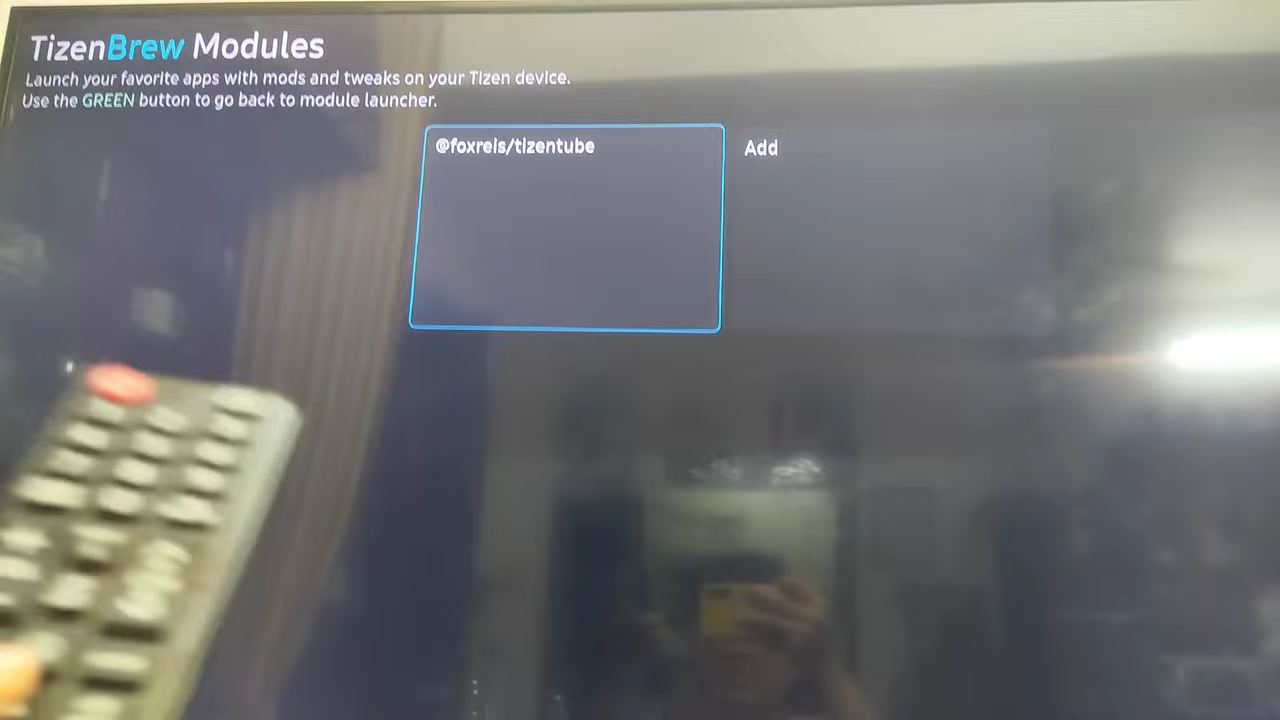 TizenBrew Modules
Launch your favorite apps with mods and tweaks on your Tizen device.
Use the GREEN button to go back to module launcher.
@foxreis/tizentube
Add